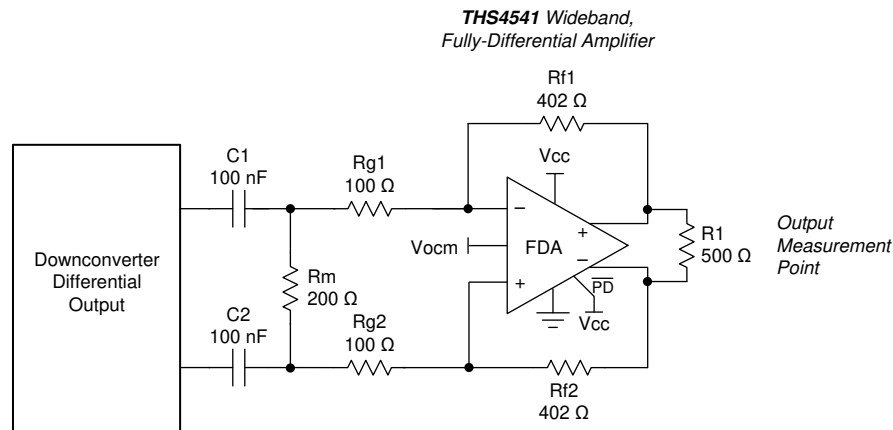 THS4541 Wideband,
Fully-Differential Amplifier
Rf1
402 Ω
C1
100 nF
Rg1
100 Ω
Vcc
−
+
Vocm
FDA
R1
500 Ω
Output
Measurement
Point
Downconverter
Differential
Output
Rm
200 Ω
−
+
PD
Vcc
C2
100 nF
Rg2
100 Ω
Rf2
402 Ω